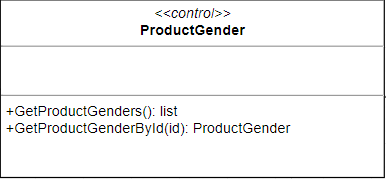 <<control>>
ProductGender
+GetProductGenders(): list
+GetProductGenderById(id): ProductGender